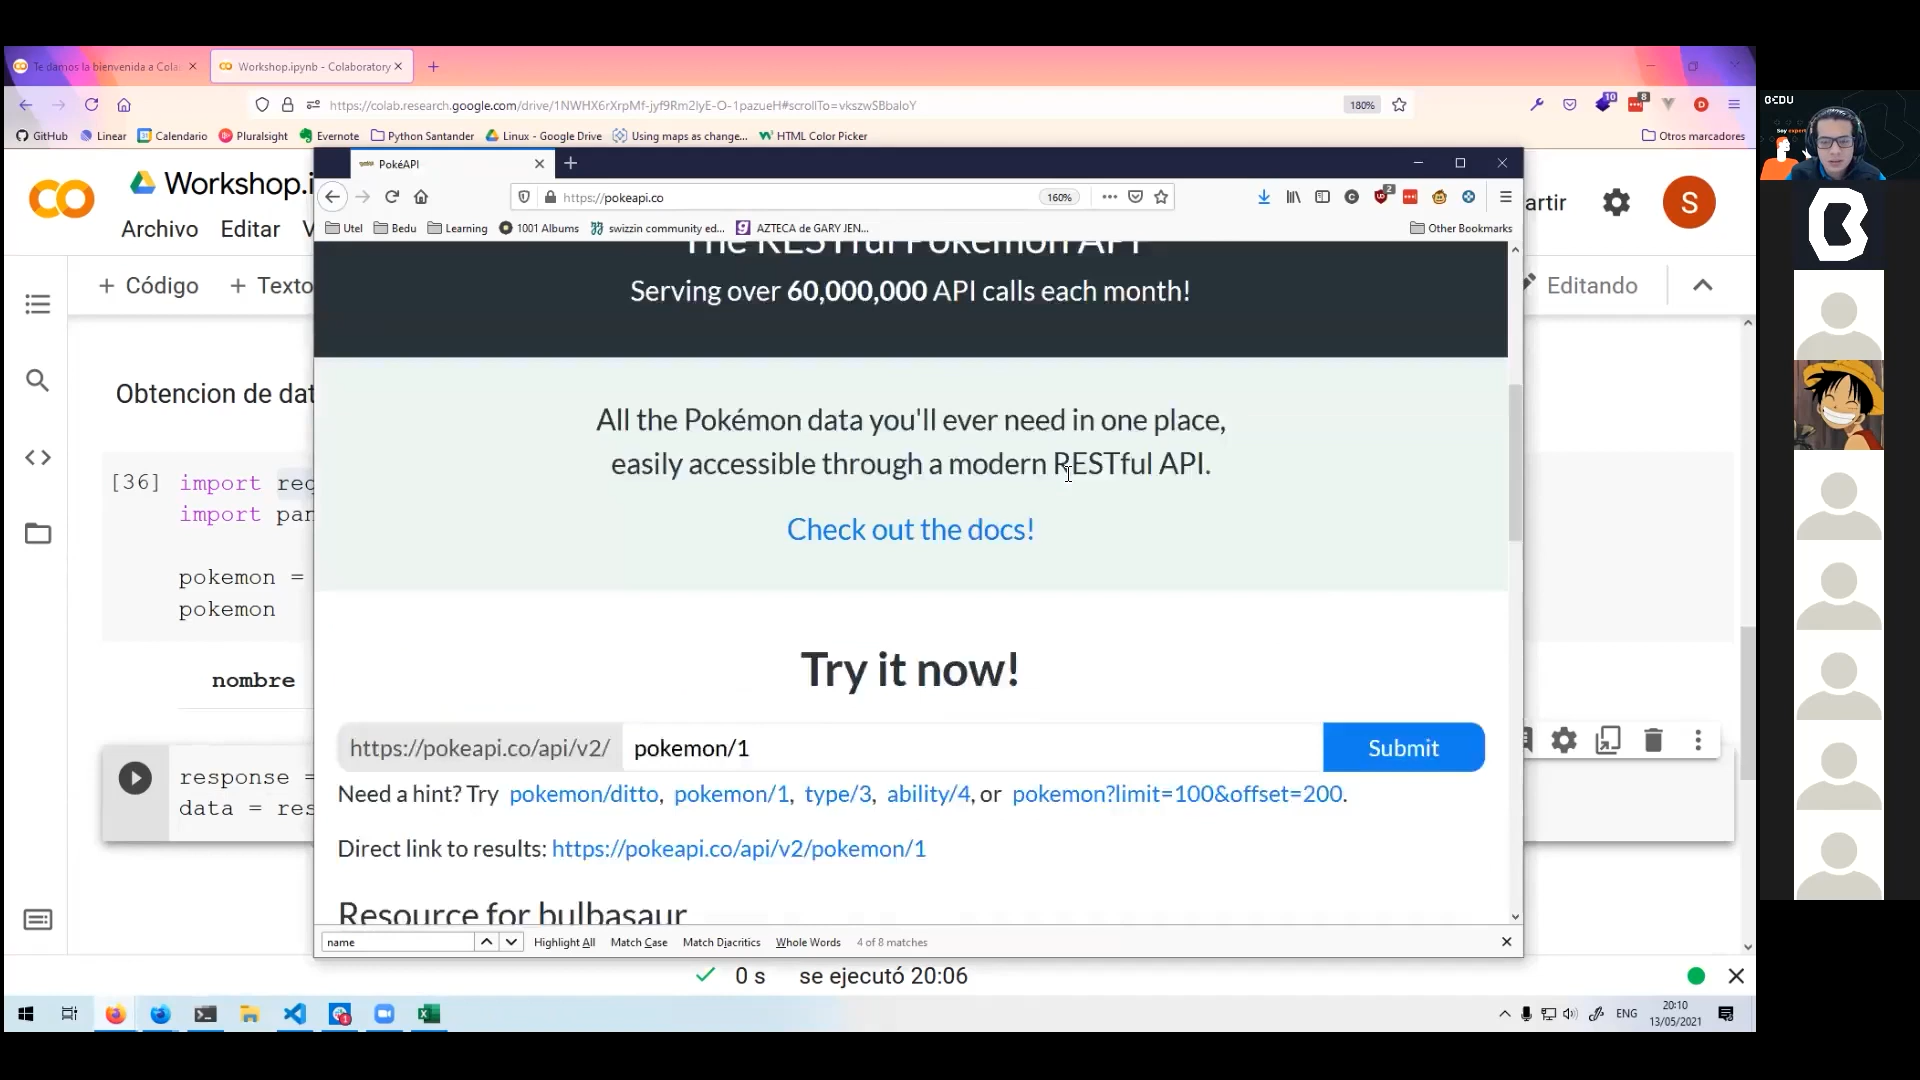 Te damos la bienvenida a Cola
Workshop.ipynb - Colaboratory
https://colab.research.google.com/drive/1NWHX6rXrpMf-jyf9Rm2lyE-O-1pazueH#scrollTo=vkszwSBbaloY
180%
10
8
D
GitHub
Linear
Calendario
Pluralsight
Evernote
Python Santander
Linux - Google Drive
Using maps as change...
HTML Color Picker
Otros marcadores
BEDU
Workshop.i
Archivo Editar V
artir
S
+ Código + Texto
Editando
Obtencion de dat
[36] import req
import pan
pokemon =
pokemon
nombre
response =
data = res
PokéAPI
https://pokeapi.co
160%
2
Utel
Bedu
Learning
1001 Albums
swizzin community ed...
AZTECA de GARY JEN...
Other Bookmarks
The RESTful Pokémon API
Serving over 60,000,000 API calls each month!
All the Pokémon data you'll ever need in one place,
easily accessible through a modern RESTful API.
Check out the docs!
Try it now!
https://pokeapi.co/api/v2/ pokemon/1 Submit
Need a hint? Try pokemon/ditto, pokemon/1, type/3, ability/4, or pokemon?limit=100&offset=200.
Direct link to results: https://pokeapi.co/api/v2/pokemon/1
Resource for bulbasaur
name
Highlight All Match Case Match Diacritics Whole Words 4 of 8 matches
0 s se ejecutó 20:06
ENG
20:10
13/05/2021